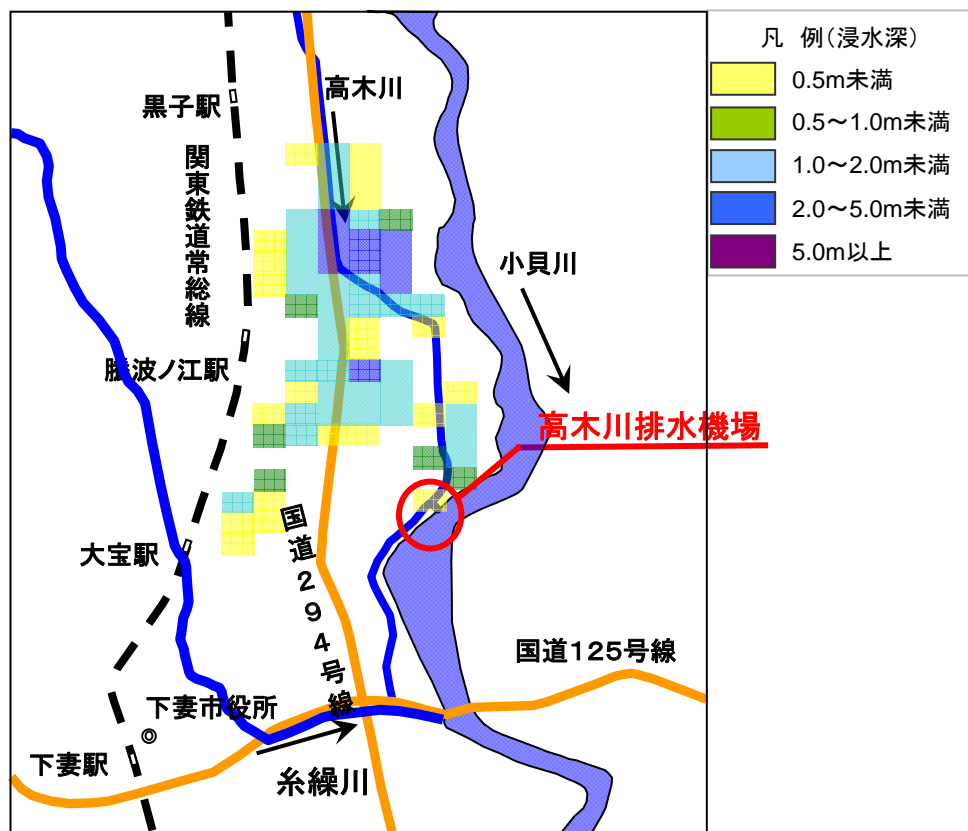 凡 例(浸水深)
0.5m未満
0.5～1.0m未満
1.0～2.0m未満
2.0～5.0m未満
5.0m以上
高木川
黒子駅
関東鉄道常総線
小貝川
騰波ノ江駅
高木川排水機場
国道294号線
大宝駅
国道125号線
下妻市役所
下妻駅
糸繰川